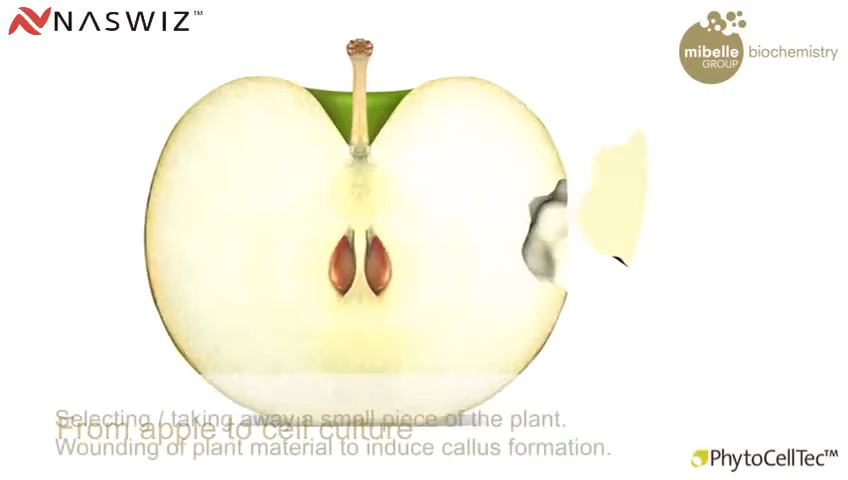 NASWIZ™
mibelle
GROUP
biochemistry
Selecting / taking away a small piece of the plant.
From apple to cell culture
Wounding of plant material to induce callus formation.
PhytoCellTec™